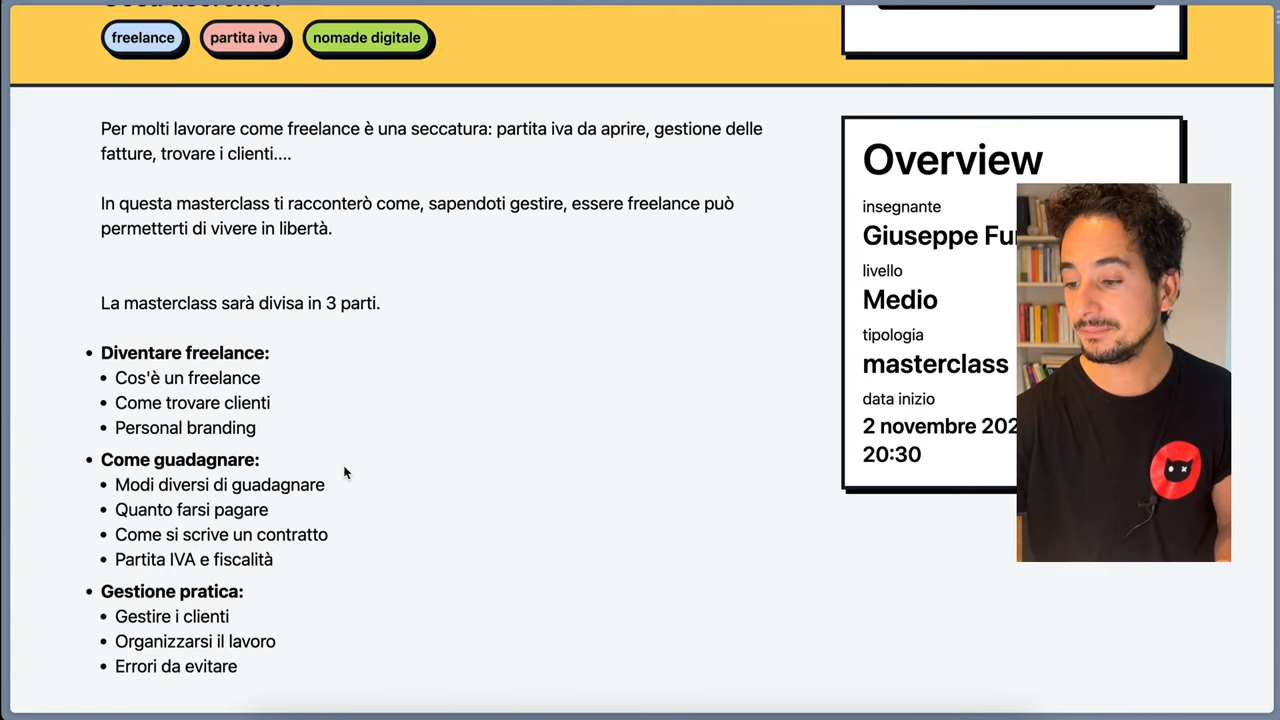 freelance
partita iva
nomade digitale
Per molti lavorare come freelance è una seccatura: partita iva da aprire, gestione delle
fatture, trovare i clienti....
In questa masterclass ti racconterò come, sapendoti gestire, essere freelance può
permetterti di vivere in libertà.
La masterclass sarà divisa in 3 parti.
• Diventare freelance:
• Cos'è un freelance
• Come trovare clienti
• Personal branding
• Come guadagnare:
• Modi diversi di guadagnare
• Quanto farsi pagare
• Come si scrive un contratto
• Partita IVA e fiscalità
• Gestione pratica:
• Gestire i clienti
• Organizzarsi il lavoro
• Errori da evitare
Overview
insegnante
Giuseppe
livello
Medio
tipologia
masterclass
data inizio
2 novembre
20:30